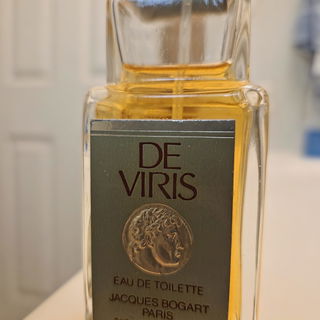 DE
VIRIS
EAU DE TOILETTE
JACQUES BOGART
PARIS